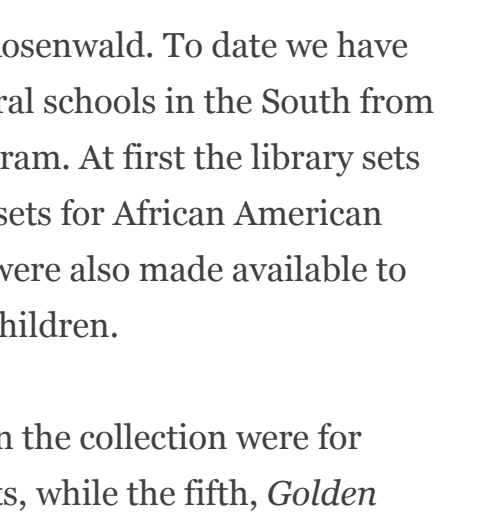 osenwald. To date we have
ral schools in the South from
ram. At first the library sets
sets for African American
were also made available to
hildren.
n the collection were for
ts, while the fifth, Golden